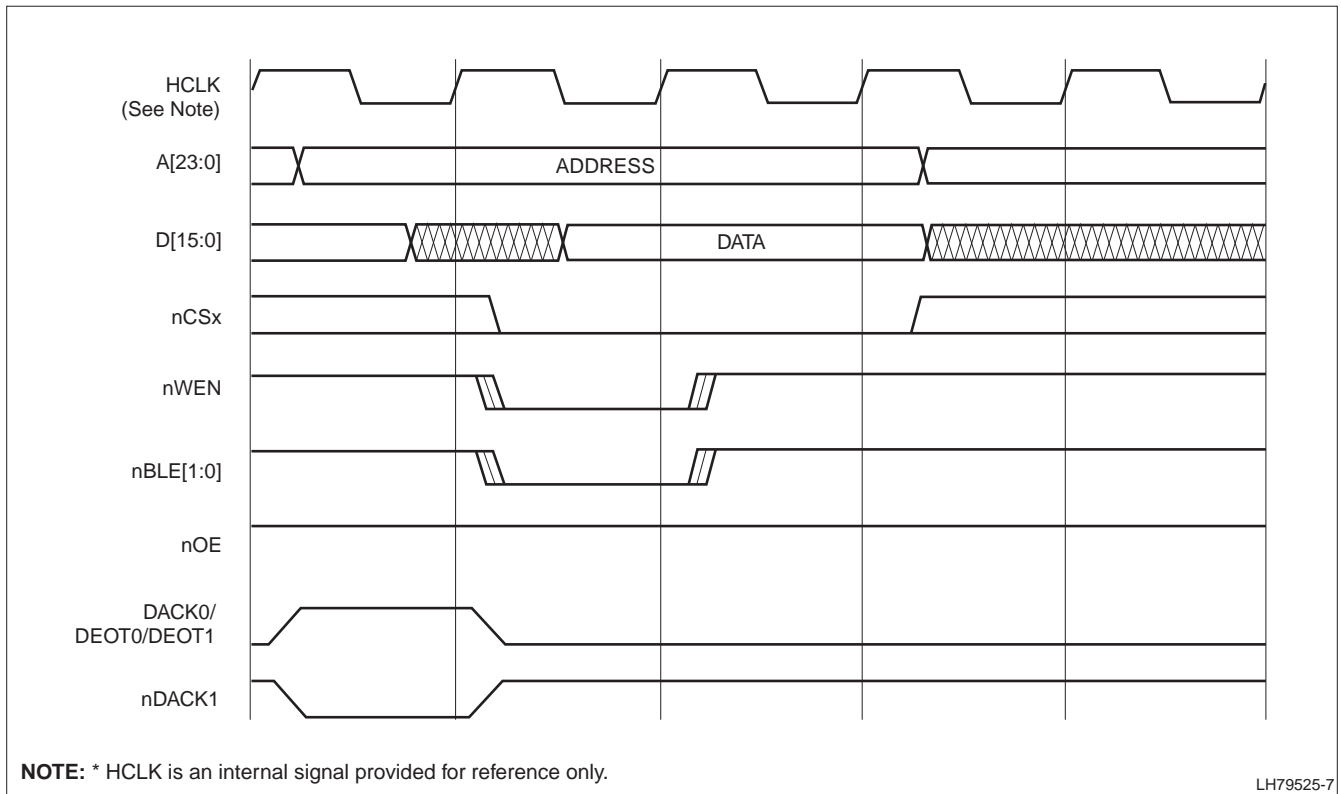 HCLK
(See Note)
A[23:0]
ADDRESS
D[15:0]
DATA
nCSx
nWEN
nBLE[1:0]
nOE
DACK0/
DEOT0/DEOT1
nDACK1
NOTE: * HCLK is an internal signal provided for reference only.
LH79525-7